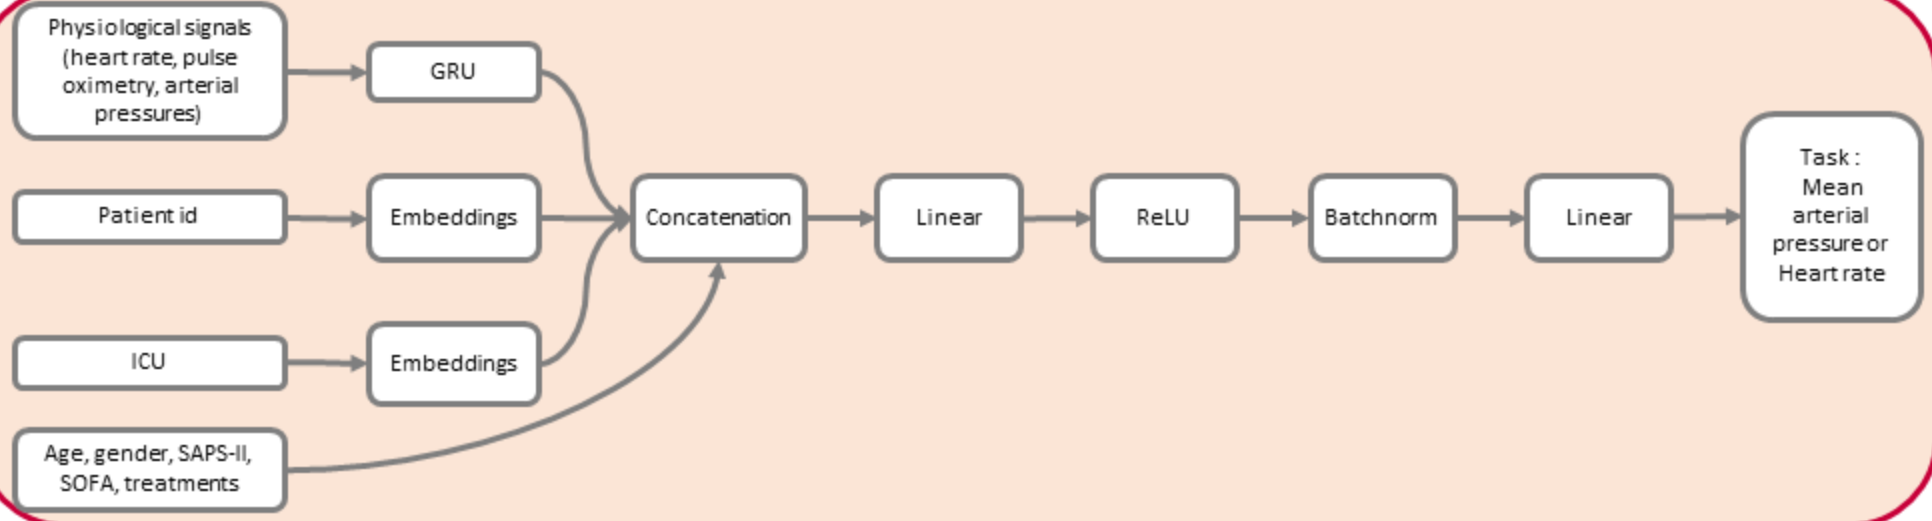 Physiological signals
(heart rate, pulse
oximetry, arterial
pressures)
GRU
Patient id
Embeddings
Concatenation
Linear
ReLU
Batchnorm
Linear
Task :
Mean
arterial
pressure or
Heart rate
ICU
Embeddings
Age, gender, SAPS-II,
SOFA, treatments